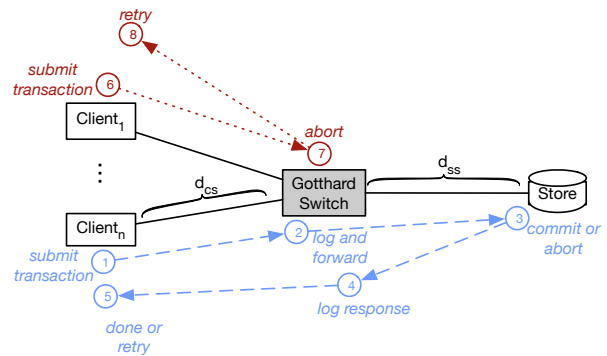 retry
8
submit
transaction
6
Client1
abort
7
dss
...
dcs
Gotthard
Switch
Store
Clientn
submit
transaction
1
2
log and
forward
3
commit or
abort
5
4
log response
done or
retry